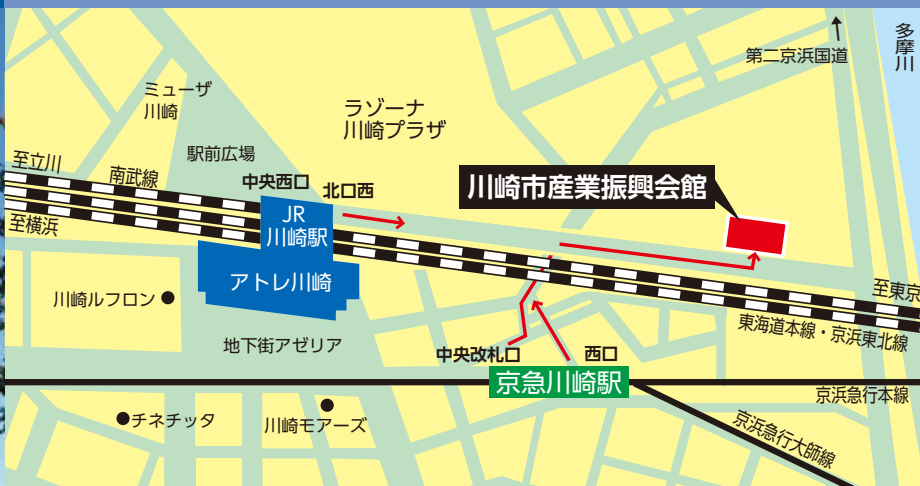 多摩川
第二京浜国道
ミューザ
川崎
ラゾーナ
川崎プラザ
駅前広場
至立川
南武線
中央西口
北口西
川崎市産業振興会館
JR
川崎駅
至横浜
アトレ川崎
至東京
川崎ルフロン
東海道本線・京浜東北線
地下街アゼリア
中央改札口
西口
京急川崎駅
京浜急行本線
チネチッタ
川崎モアーズ
京浜急行大師線